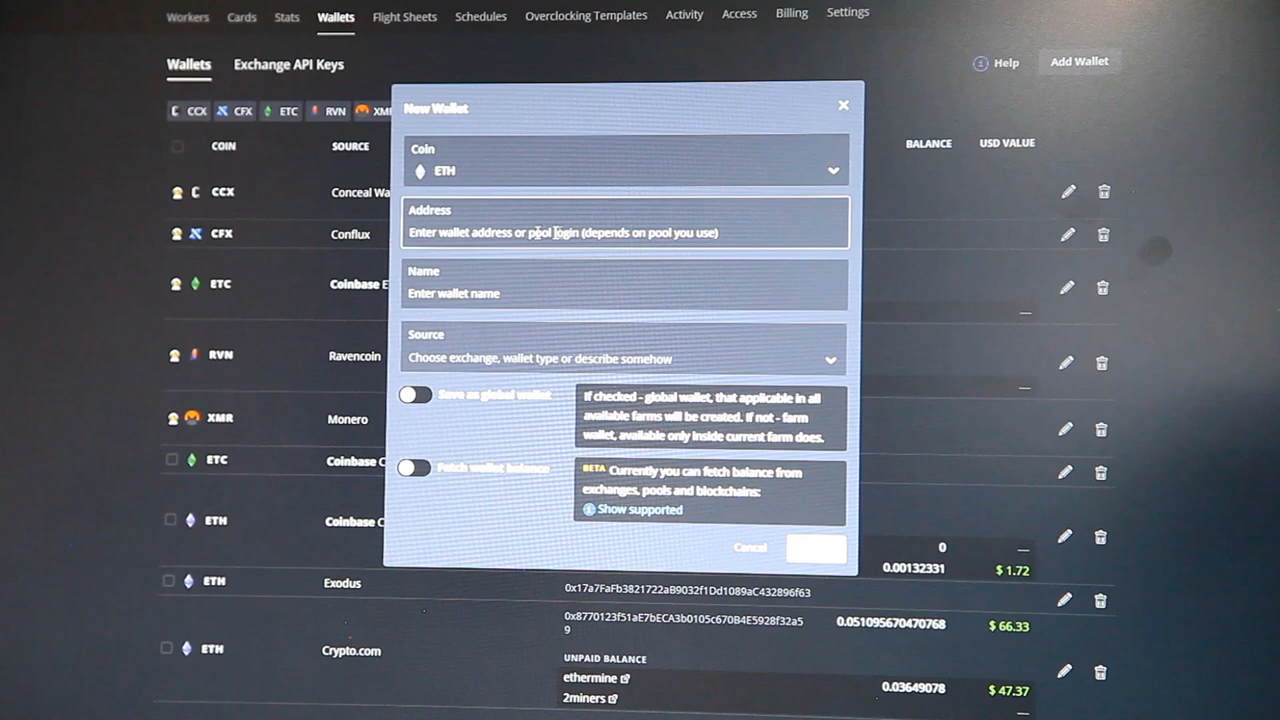 Workers Cards Stats Wallets Flight Sheets Schedules Overclocking Templates Activity Access Billing Settings
Wallets Exchange API Keys Help Add Wallet
CCX CFX ETC RVN XMR
COIN SOURCE BALANCE USD VALUE
New Wallet
Coin
ETH
Address
Enter wallet address or pool login (depends on pool you use)
Name
Enter wallet name
Source
Choose exchange, wallet type or describe somehow
Save as global wallet
If checked - global wallet, that applicable in all
available farms will be created. If not - farm
wallet, available only inside current farm does.
Fetch wallet balance
BETA Currently you can fetch balance from
exchanges, pools and blockchains:
Show supported
Cancel
CCX Conceal Wa
CFX Conflux
ETC Coinbase E
—
RVN Ravencoin
—
XMR Monero
ETC Coinbase C
ETH Coinbase C
0 —
0.00132331 $ 1.72
ETH Exodus 0x17a7FaFb3821722aB9032f1Dd1089aC432896f63
ETH Crypto.com
0x8770123f51aE7bECA3b0105c670B4E5928f32a5
9
0.051095670470768 $ 66.33
UNPAID BALANCE
ethermine 0.03649078 $ 47.37
2miners —